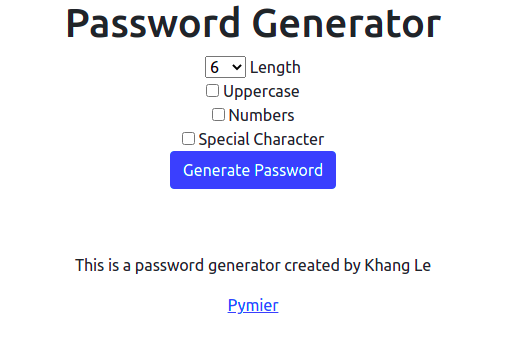 Password Generator
6 Length
Uppercase
Numbers
Special Character
Generate Password
This is a password generator created by Khang Le
Pymier